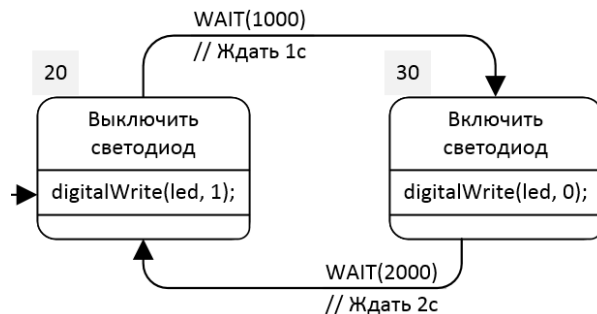 WAIT(1000)
// Ждать 1с
20
30
Выключить
светодиод
digitalWrite(led, 1);
Включить
светодиод
digitalWrite(led, 0);
WAIT(2000)
// Ждать 2с